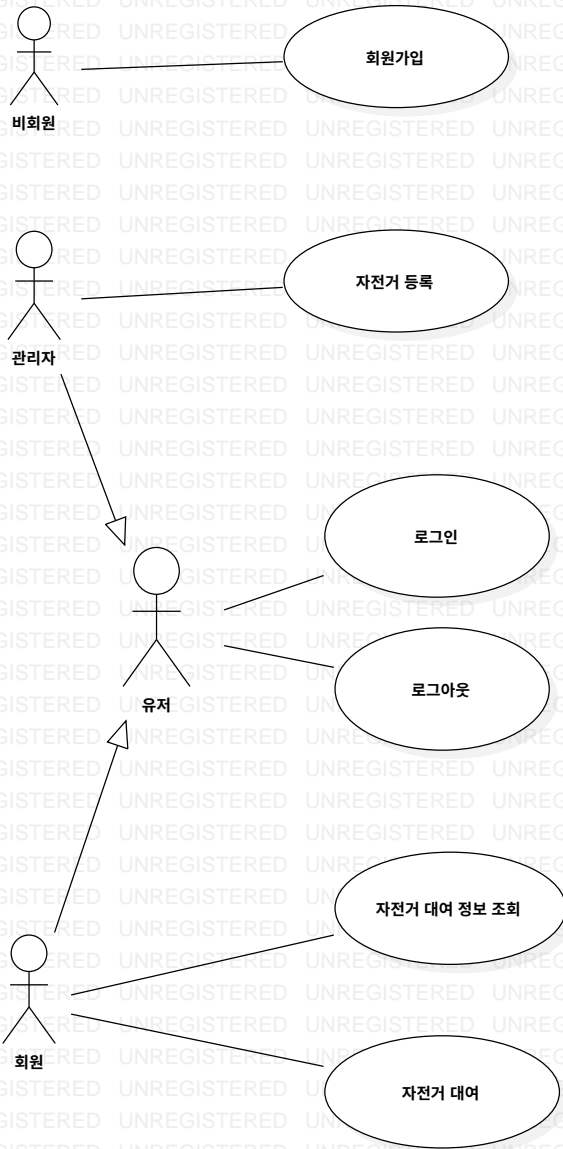 회원가입
비회원
자전거 등록
관리자
로그인
유저
로그아웃
자전거 대여 정보 조회
회원
자전거 대여
UNREGISTERED